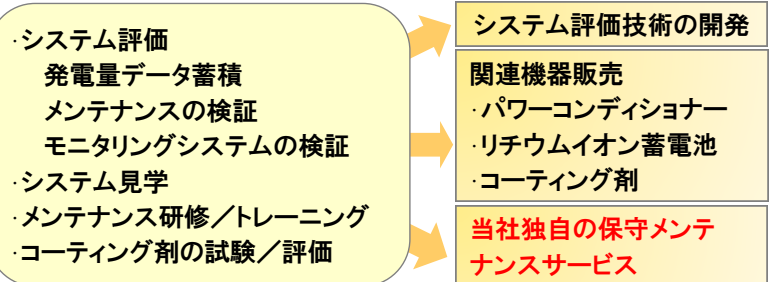 ·システム評価
発電量データ蓄積
メンテナンスの検証
モニタリングシステムの検証
·システム見学
·メンテナンス研修／トレーニング
·コーティング剤の試験／評価
システム評価技術の開発
関連機器販売
·パワーコンディショナー
·リチウムイオン蓄電池
·コーティング剤
当社独自の保守メンテ
ナンスサービス